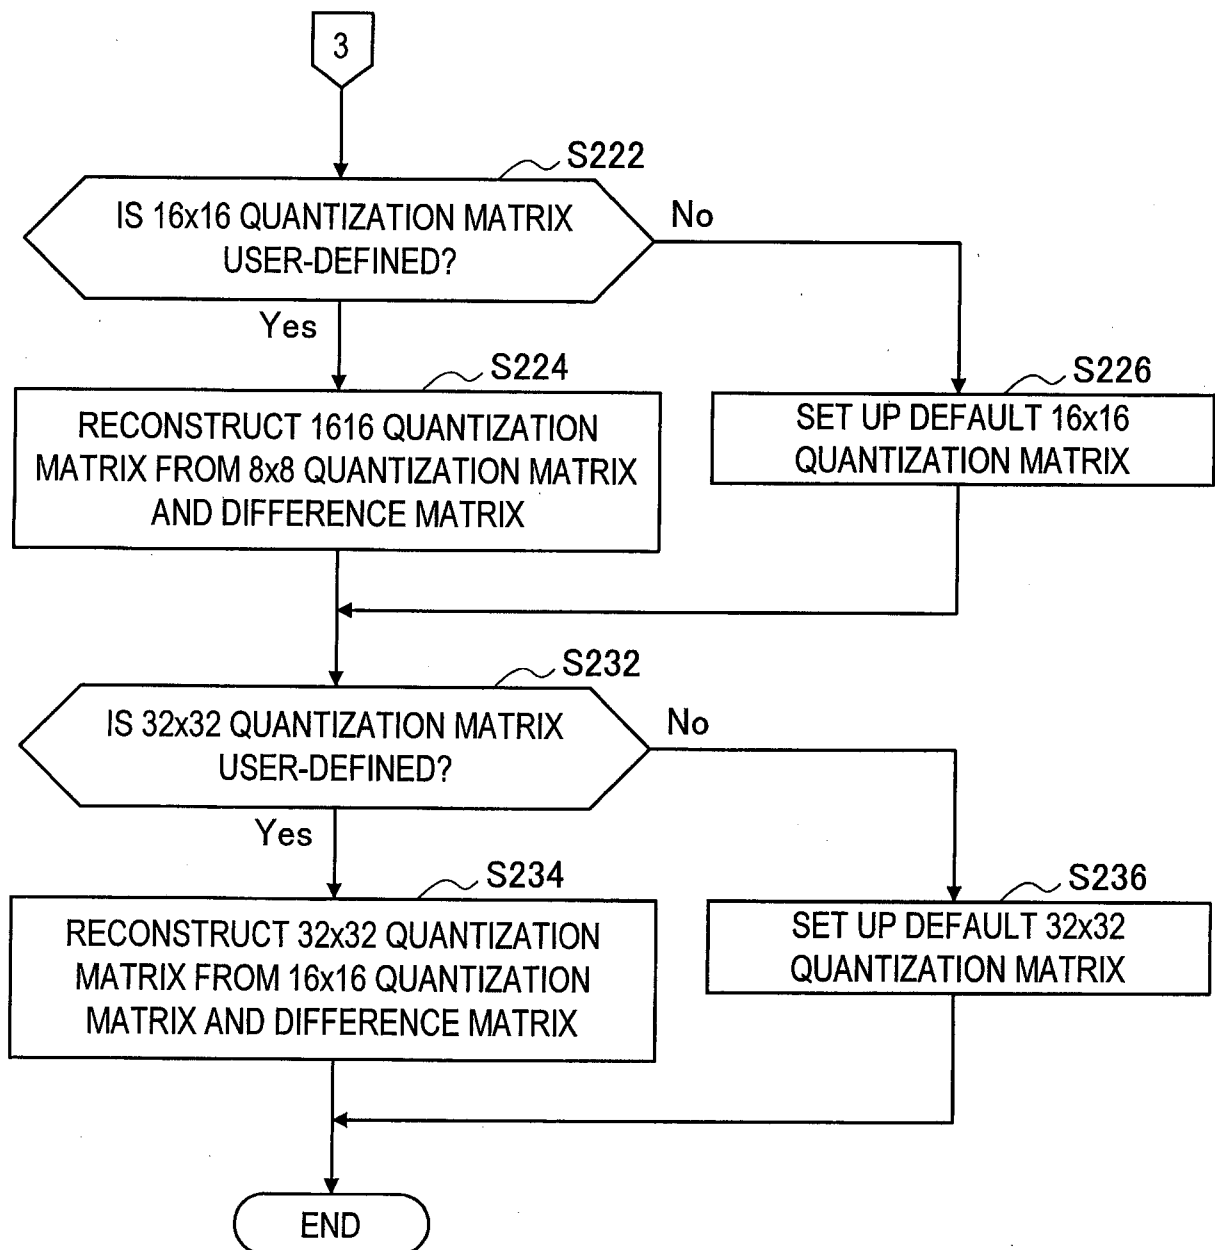 3
S222
IS 16x16 QUANTIZATION MATRIX
USER-DEFINED?
No
Yes
S224
RECONSTRUCT 1616 QUANTIZATION
MATRIX FROM 8x8 QUANTIZATION MATRIX
AND DIFFERENCE MATRIX
S226
SET UP DEFAULT 16x16
QUANTIZATION MATRIX
S232
IS 32x32 QUANTIZATION MATRIX
USER-DEFINED?
No
Yes
S234
RECONSTRUCT 32x32 QUANTIZATION
MATRIX FROM 16x16 QUANTIZATION
MATRIX AND DIFFERENCE MATRIX
S236
SET UP DEFAULT 32x32
QUANTIZATION MATRIX
END